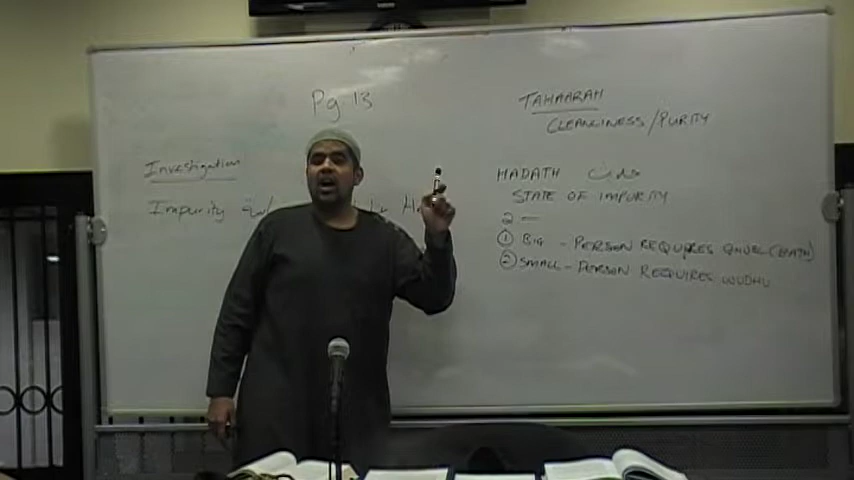 Pg 13
Investigation
Impurity
TAHAARAH
CLEANLINESS/PURITY
HADATH حدث
STATE OF IMPURITY
2 —
① BIG - PERSON REQUIRES GHUSL (BATH)
② SMALL - PERSON REQUIRES WUDHU